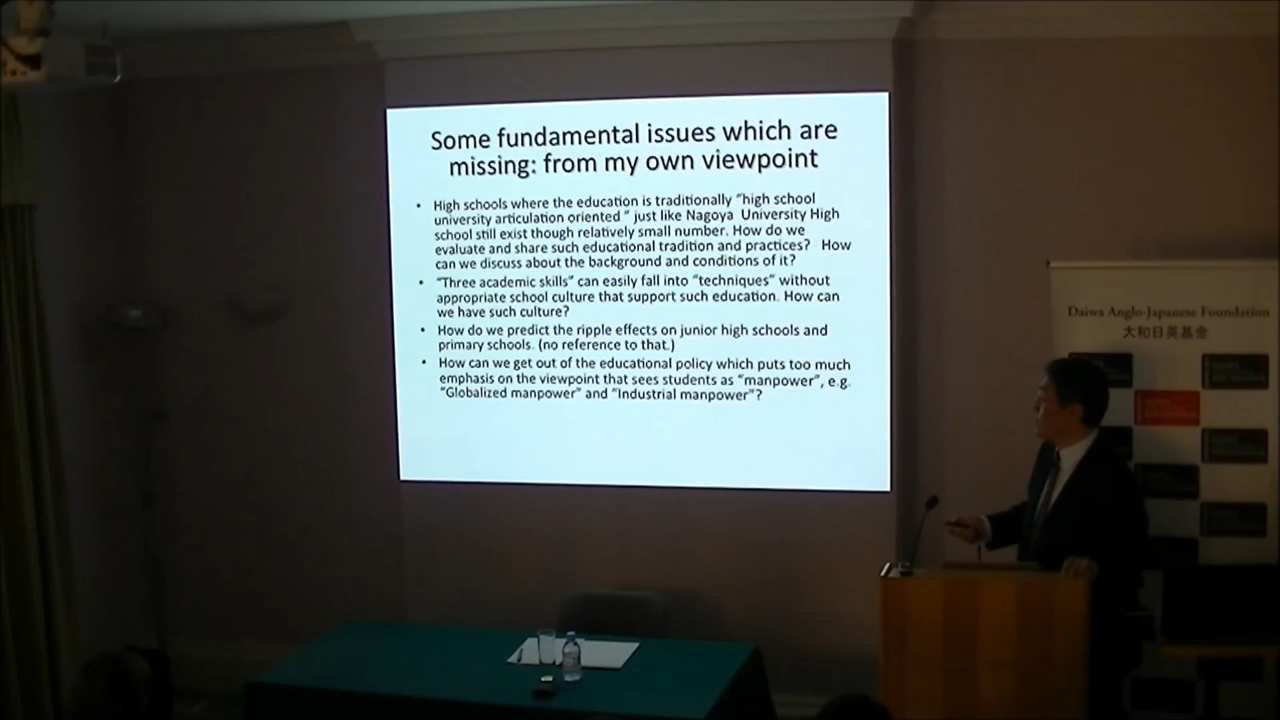 Some fundamental issues which are
missing: from my own viewpoint
• High schools where the education is traditionally "high school
university articulation oriented " just like Nagoya University High
school still exist though relatively small number. How do we
evaluate and share such educational tradition and practices? How
can we discuss about the background and conditions of it?
• "Three academic skills" can easily fall into "techniques" without
appropriate school culture that support such education. How can
we have such culture?
• How do we predict the ripple effects on junior high schools and
primary schools. (no reference to that.)
• How can we get out of the educational policy which puts too much
emphasis on the viewpoint that sees students as "manpower", e.g.
"Globalized manpower" and "Industrial manpower"?
Daiwa Anglo-Japanese Foundation
大和日英基金